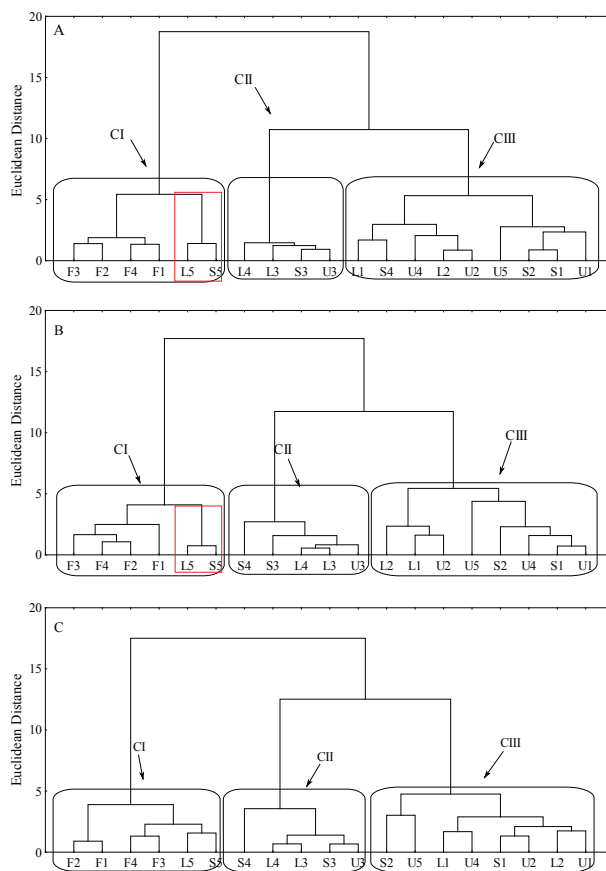 A
20
CII
15
CI
CIII
10
5
0
Euclidean Distance
F3 F2 F4 F1 L5 S5 L4 L3 S3 U3 L1 S4 U4 L2 U2 U5 S2 S1 U1
B
20
15
CI
CII
CIII
10
5
0
Euclidean Distance
F3 F4 F2 F1 L5 S5 S4 S3 L4 L3 U3 L2 L1 U2 U5 S2 U4 S1 U1
20
C
15
10
CI
CII
CIII
5
0
Euclidean Distance
F2 F1 F4 F3 L5 S5 S4 L4 L3 S3 U3 S2 U5 L1 U4 S1 U2 L2 U1